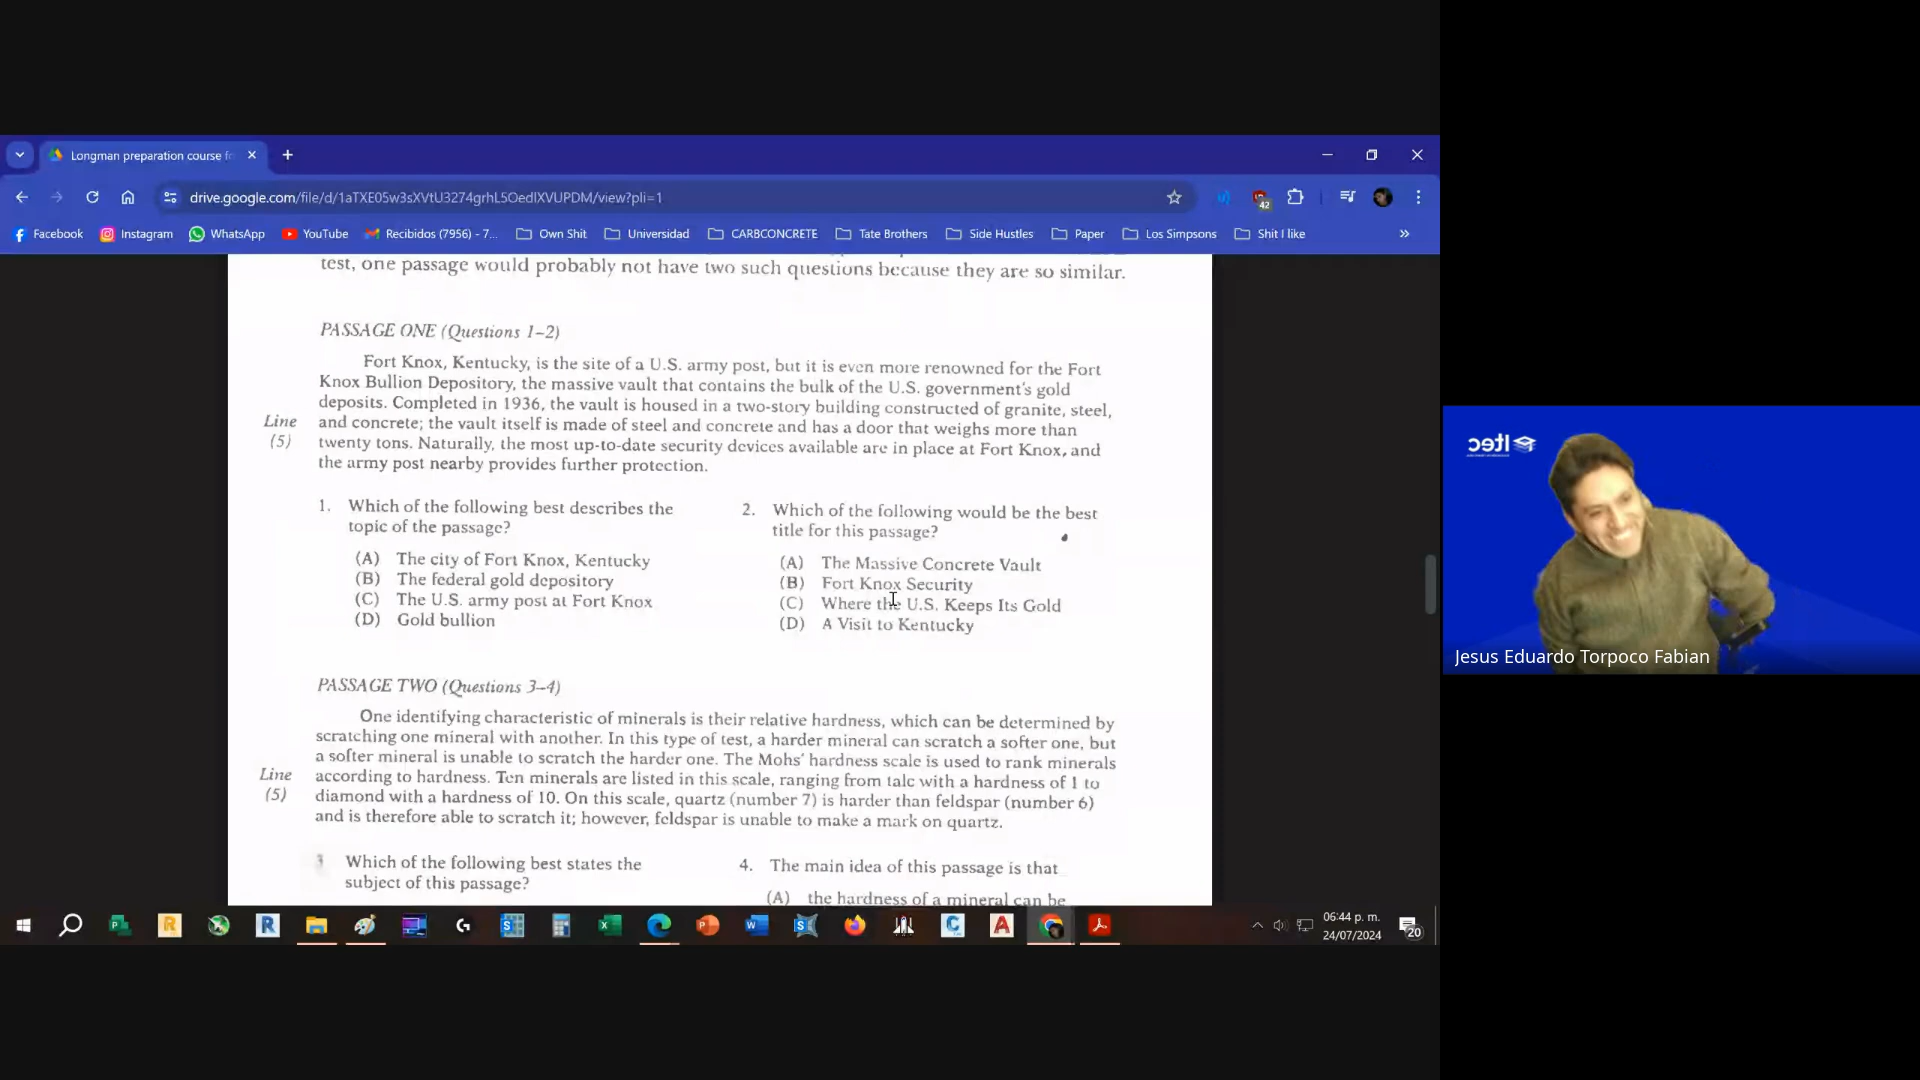 Longman preparation course f
drive.google.com/file/d/1aTXE05w3sXVtU3274grhL5OedlXVUPDM/view?pli=1
42
Facebook Instagram WhatsApp YouTube Recibidos (7956) - 7... Own Shit Universidad CARBCONCRETE Tate Brothers Side Hustles Paper Los Simpsons Shit I like »
test, one passage would probably not have two such questions because they are so similar.
PASSAGE ONE (Questions 1–2)
Fort Knox, Kentucky, is the site of a U.S. army post, but it is even more renowned for the Fort
Knox Bullion Depository, the massive vault that contains the bulk of the U.S. government's gold
deposits. Completed in 1936, the vault is housed in a two-story building constructed of granite, steel,
Line and concrete; the vault itself is made of steel and concrete and has a door that weighs more than
(5) twenty tons. Naturally, the most up-to-date security devices available are in place at Fort Knox, and
the army post nearby provides further protection.
1. Which of the following best describes the
topic of the passage?
(A) The city of Fort Knox, Kentucky
(B) The federal gold depository
(C) The U.S. army post at Fort Knox
(D) Gold bullion
2. Which of the following would be the best
title for this passage?
(A) The Massive Concrete Vault
(B) Fort Knox Security
(C) Where the U.S. Keeps Its Gold
(D) A Visit to Kentucky
PASSAGE TWO (Questions 3–4)
One identifying characteristic of minerals is their relative hardness, which can be determined by
scratching one mineral with another. In this type of test, a harder mineral can scratch a softer one, but
a softer mineral is unable to scratch the harder one. The Mohs' hardness scale is used to rank minerals
Line according to hardness. Ten minerals are listed in this scale, ranging from talc with a hardness of 1 to
(5) diamond with a hardness of 10. On this scale, quartz (number 7) is harder than feldspar (number 6)
and is therefore able to scratch it; however, feldspar is unable to make a mark on quartz.
3 Which of the following best states the
subject of this passage?
4. The main idea of this passage is that
(A) the hardness of a mineral can be
06:44 p. m.
24/07/2024
20
Itec
Jesus Eduardo Torpoco Fabian